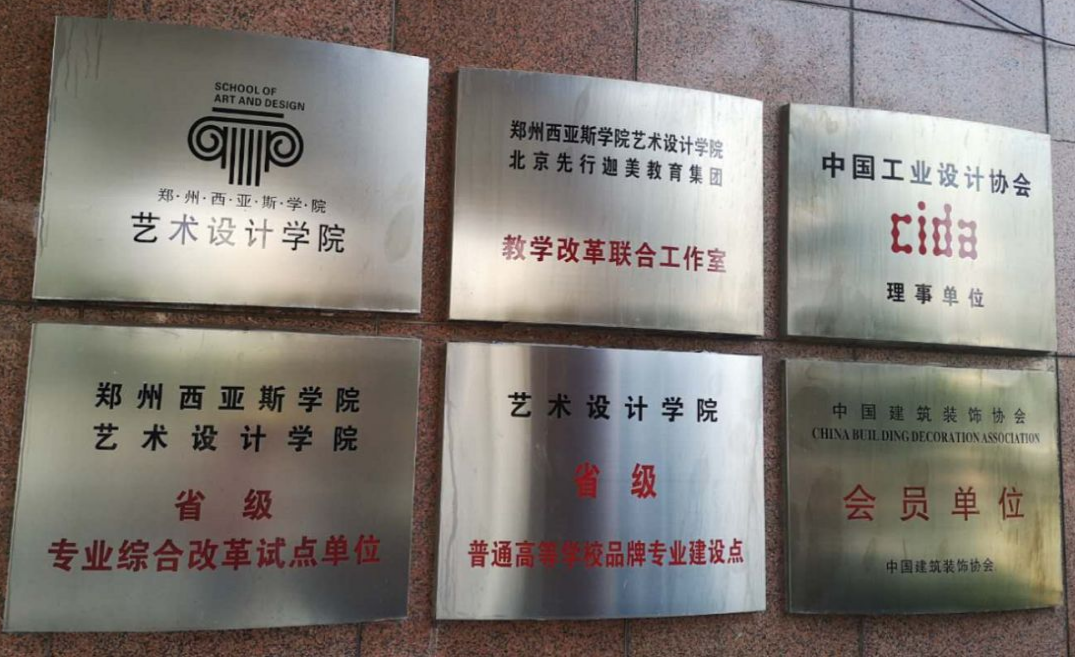 SCHOOL OF
ART AND DESIGN
郑·州·西·亚·斯·学·院
艺术设计学院
郑州西亚斯学院艺术设计学院
北京先行迦美教育集团
教学改革联合工作室
中国工业设计协会
cida
理事单位
郑州西亚斯学院
艺术设计学院
省级
专业综合改革试点单位
艺术设计学院
省级
普通高等学校品牌专业建设点
中国建筑装饰协会
CHINA BUILDING DECORATION ASSOCIATION
会员单位
中国建筑装饰协会